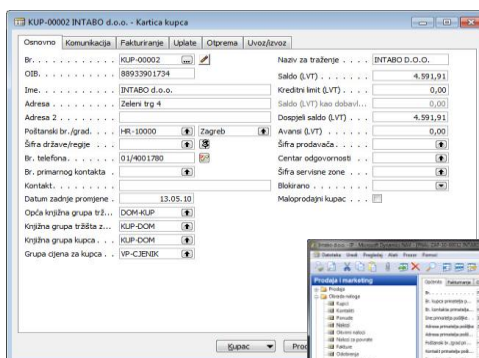 KUP-00002 INTABO d.o.o. - Kartica kupca
Osnovno Komunikacija Fakturiranje Uplate Otprema Uvoz/izvoz
Br. KUP-00002
OIB. 88933901734
Ime. INTABO d.o.o.
Adresa Zeleni trg 4
Adresa 2
Poštanski br./grad. HR-10000 Zagreb
Šifra države/regije
Br. telefona. 01/4001780
Br. primarnog kontakta
Kontakt.
Datum zadnje promjene 13.05.10
Opća knjižna grupa trž... DOM-KUP
Knjižna grupa tržišta z... KUP-DOM
Knjižna grupa kupca KUP-DOM
Grupa cijena za kupca VP-CJENIK
Naziv za traženje INTABO D.O.O.
Saldo (LVT) 4.591,91
Kreditni limit (LVT) 0,00
Saldo (LVT) kao dobavl... 0,00
Dospjeli saldo (LVT) 4.591,91
Avansi (LVT) 0,00
Šifra prodavača.
Centar odgovornosti
Šifra servisne zone
Blokirano
Maloprodajni kupac
Kupac
Prodaja i marketing
Prodaja
Obrada naloga
Kupci
Kontakti
Ponude
Nalozi
Fakture
Odobrenja